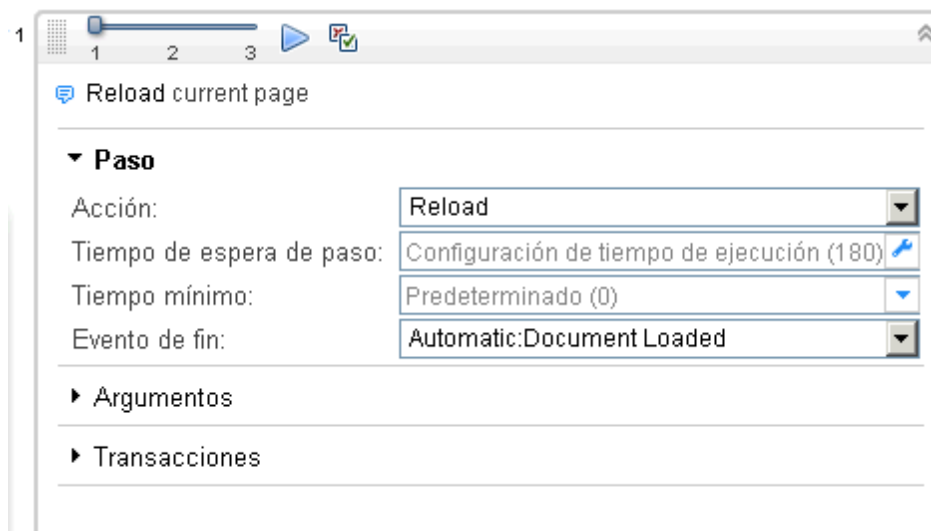 1
1 2 3
Reload current page
Paso
Acción: Reload
Tiempo de espera de paso: Configuración de tiempo de ejecución (180)
Tiempo mínimo: Predeterminado (0)
Evento de fin: Automatic:Document Loaded
Argumentos
Transacciones